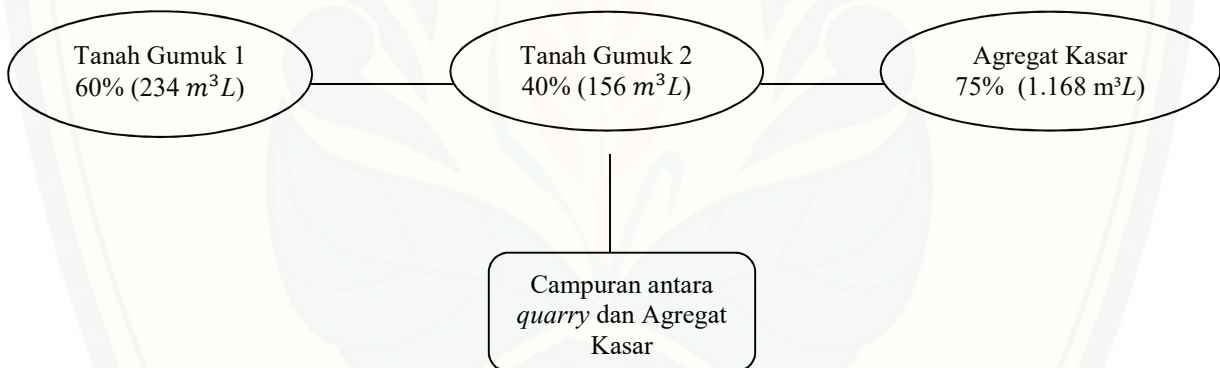 Tanah Gumuk 1
60% (234 m³L)
Tanah Gumuk 2
40% (156 m³L)
Agregat Kasar
75% (1.168 m³L)
Campuran antara
quarry dan Agregat
Kasar